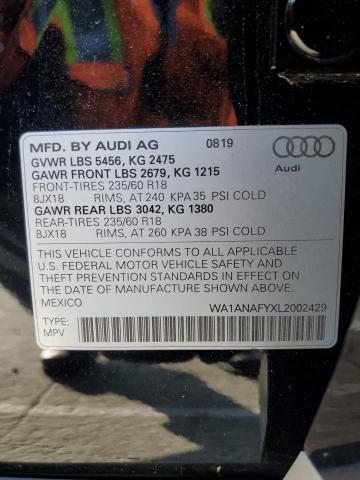 MFD. BY AUDI AG 0819
GVWR LBS 5456, KG 2475
GAWR FRONT LBS 2679, KG 1215
FRONT-TIRES 235/60 R18
8JX18 RIMS, AT 240 KPA 35 PSI COLD
GAWR REAR LBS 3042, KG 1380
REAR-TIRES 235/60 R18
8JX18 RIMS, AT 260 KPA 38 PSI COLD
Audi
THIS VEHICLE CONFORMS TO ALL APPLICABLE
U.S. FEDERAL MOTOR VEHICLE SAFETY AND
THEFT PREVENTION STANDARDS IN EFFECT ON
THE DATE OF MANUFACTURE SHOWN ABOVE.
MEXICO WA1ANAFYXL2002429
TYPE:
MPV